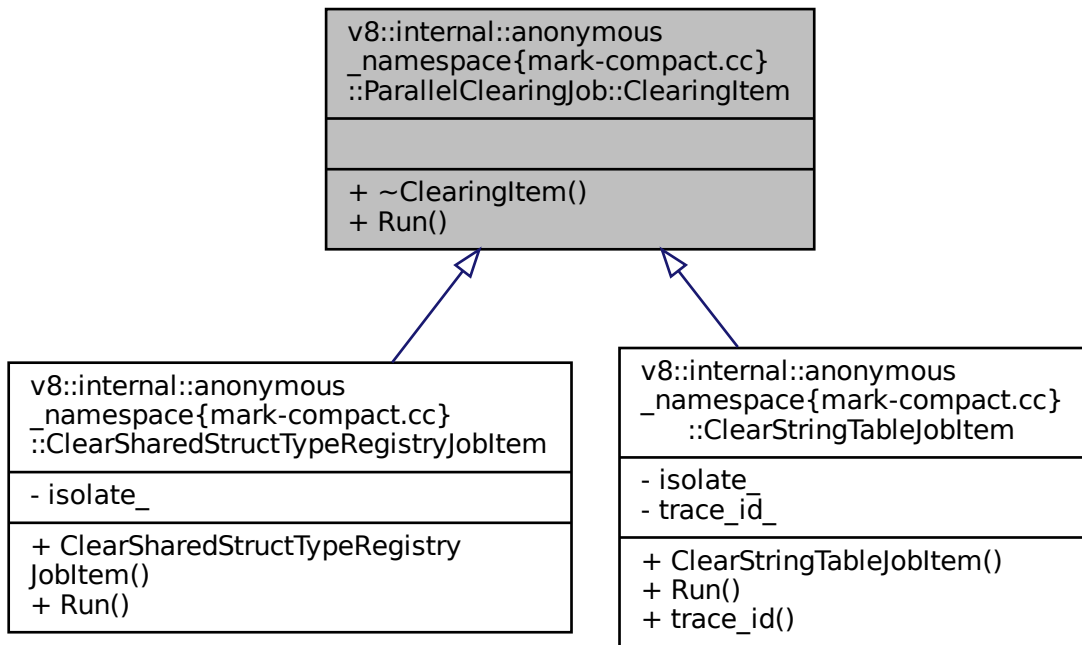 v8::internal::anonymous
_namespace{mark-compact.cc}
::ParallelClearingJob::ClearingItem
+ ~ClearingItem()
+ Run()
v8::internal::anonymous
_namespace{mark-compact.cc}
::ClearSharedStructTypeRegistryJobItem
- isolate_
+ ClearSharedStructTypeRegistry
JobItem()
+ Run()
v8::internal::anonymous
_namespace{mark-compact.cc}
::ClearStringTableJobItem
- isolate_
- trace_id_
+ ClearStringTableJobItem()
+ Run()
+ trace_id()